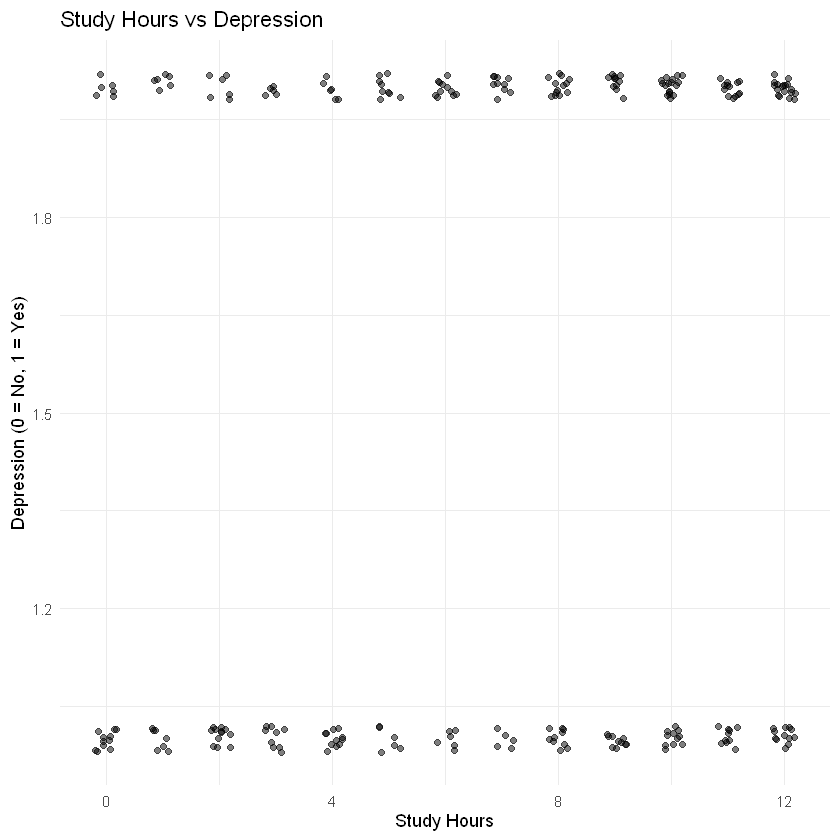 Study Hours vs Depression
Depression (0 = No, 1 = Yes)
1.8
1.5
1.2
0
4
8
12
Study Hours